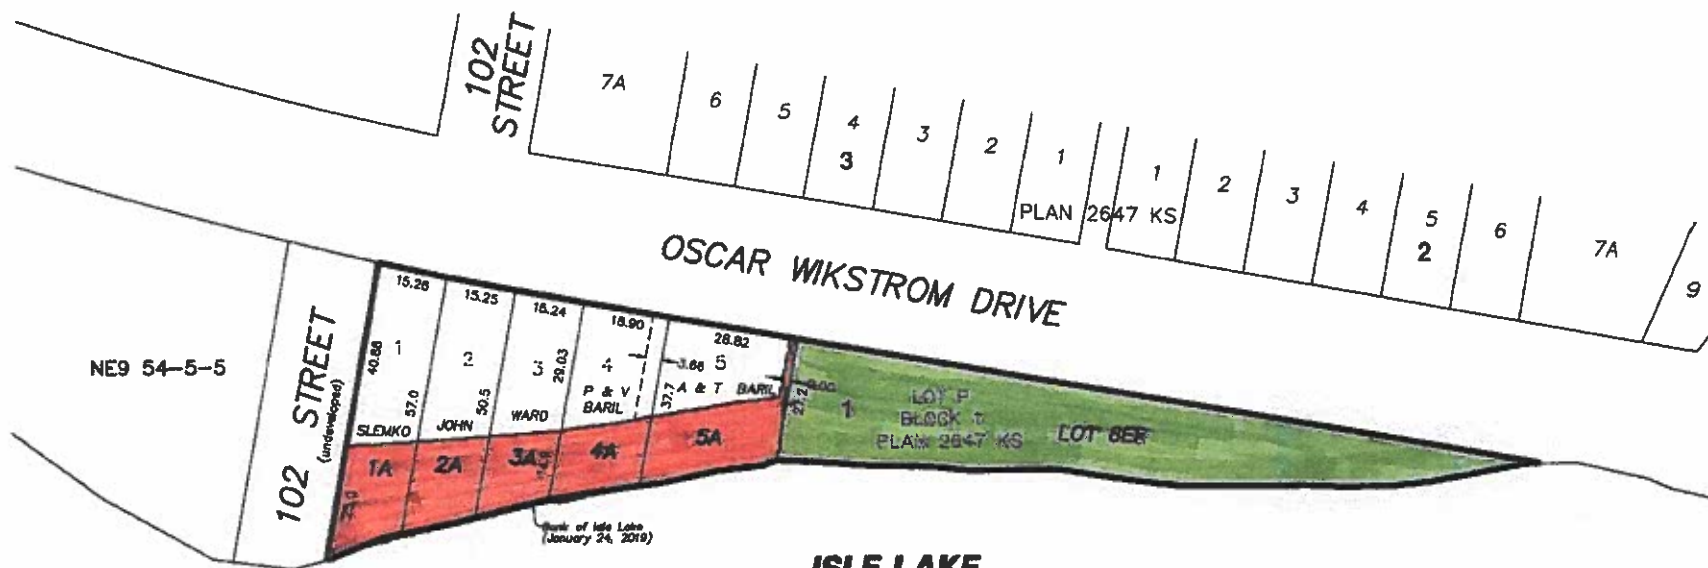 102
STREET
7A
6
5
4
3
3
2
1
PLAN 2647 KS
1
2
3
4
5
2
6
7A
9
OSCAR WIKSTROM DRIVE
NE9 54-5-5
102 STREET
(undeveloped)
15.26
15.25
15.24
18.90
28.82
40.88
1
57.0
SLEMKO
2
50.5
JOHN
3
29.03
WARD
4
P & V
BARIL
3.66
5
37.7
A & T BARIL
27.2
1A
2A
3A
4A
5A
1
LOT P
BLOCK
PLAN 2647 KS
LOT
Bank of Isle Lake
(January 24, 2019)
ISLE LAKE